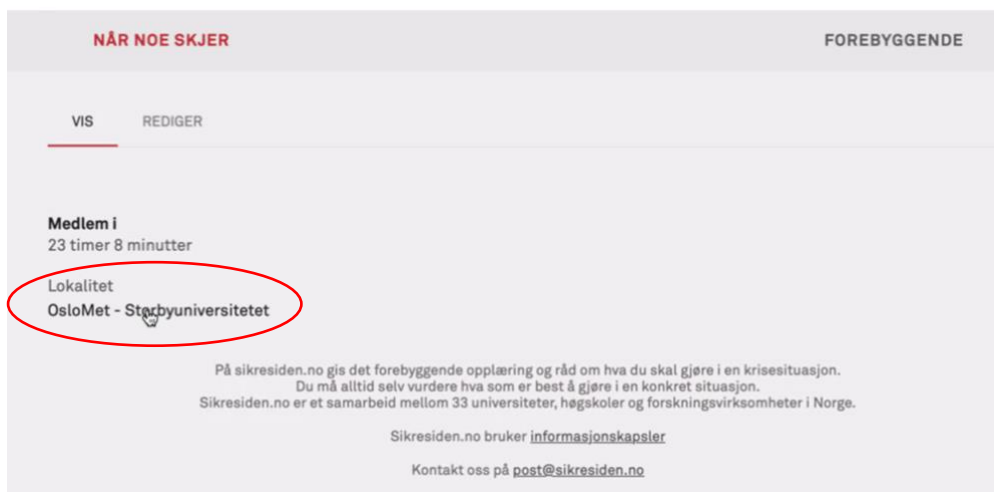 NÅR NOE SKJER
FOREBYGGENDE
VIS
REDIGER
Medlem i
23 timer 8 minutter
Lokalitet
OsloMet - Storbyuniversitetet
På sikresiden.no gis det forebyggende opplæring og råd om hva du skal gjøre i en krisesituasjon.
Du må alltid selv vurdere hva som er best å gjøre i en konkret situasjon.
Sikresiden.no er et samarbeid mellom 33 universiteter, høgskoler og forskningsvirksomheter i Norge.
Sikresiden.no bruker informasjonskapsler
Kontakt oss på post@sikresiden.no